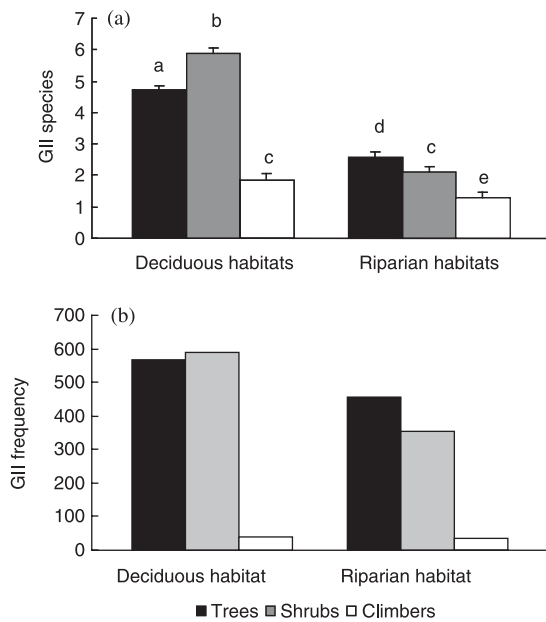 (a)
GII species
7
6
5
4
3
2
1
0
a
b
c
d
c
e
Deciduous habitats Riparian habitats
(b)
GII frequency
700
600
500
400
300
200
100
0
Deciduous habitat Riparian habitat
Trees Shrubs Climbers